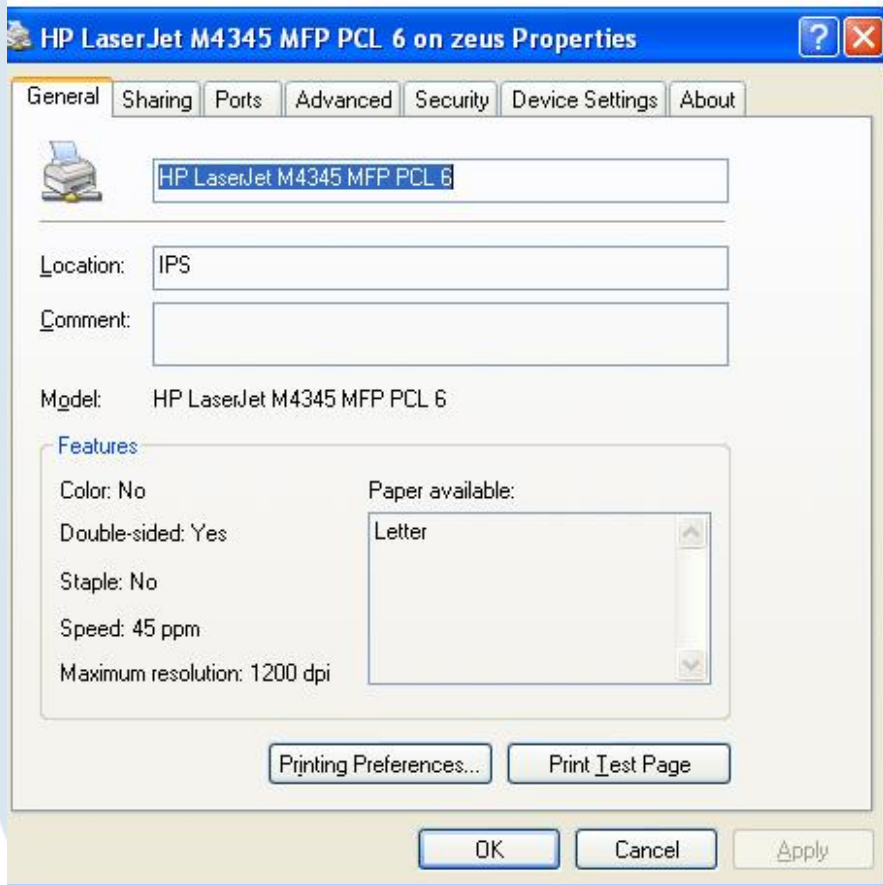 HP LaserJet M4345 MFP PCL 6 on zeus Properties
General Sharing Ports Advanced Security Device Settings About
HP LaserJet M4345 MFP PCL 6
Location: IPS
Comment:
Model: HP LaserJet M4345 MFP PCL 6
Features
Color: No Paper available:
Double-sided: Yes Letter
Staple: No
Speed: 45 ppm
Maximum resolution: 1200 dpi
Printing Preferences... Print Test Page
OK Cancel Apply